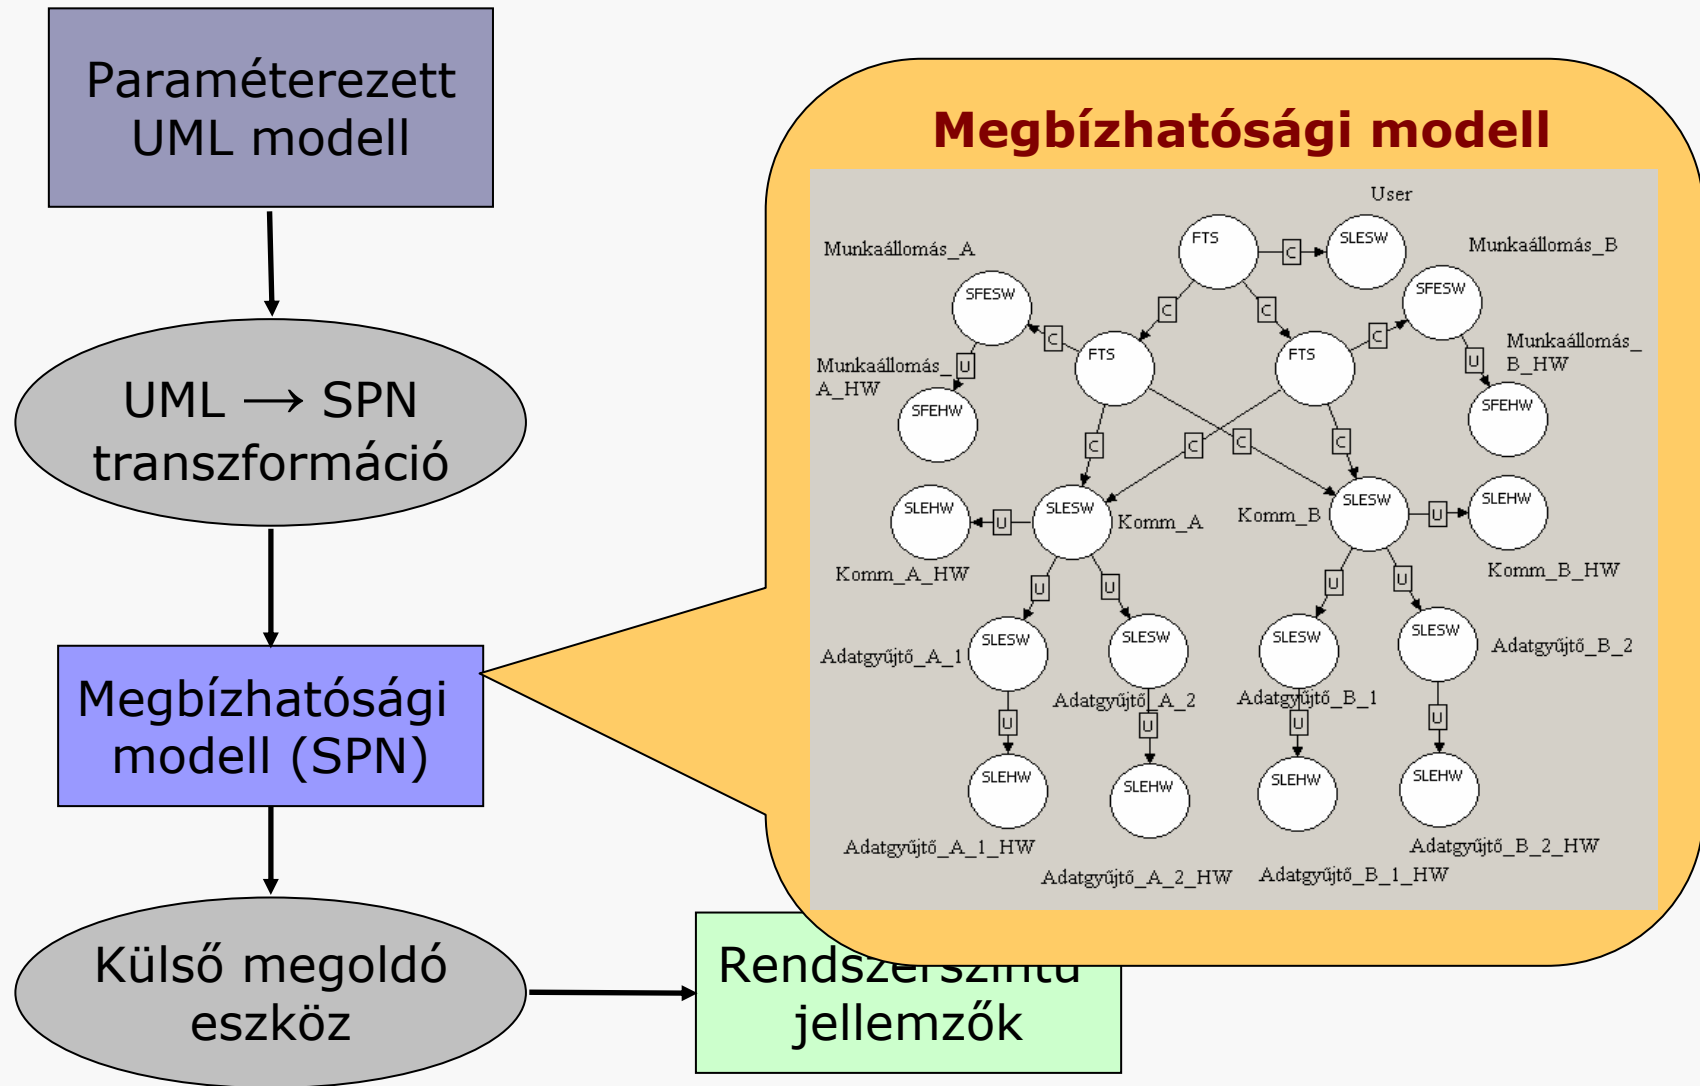 Paraméterezett
UML modell
UML → SPN
transzformáció
Megbízhatósági
modell (SPN)
Külső megoldó
eszköz
Rendszerszintű
jellemzők
Megbízhatósági modell
User
FTS
C
SLESW
Munkaállomás_A
Munkaállomás_B
SFESW
C
C
SFESW
C
C
FTS
FTS
Munkaállomás_
A_HW
U
U
Munkaállomás_
B_HW
SFEHW
SFEHW
C
C
C
C
SLEHW
U
SLESW
Komm_A
Komm_B
SLESW
U
SLEHW
Komm_A_HW
Komm_B_HW
U
U
U
U
Adatgyűjtő_A_1
SLESW
SLESW
SLESW
SLESW
Adatgyűjtő_B_2
Adatgyűjtő_A_2
Adatgyűjtő_B_1
U
U
U
U
SLEHW
SLEHW
SLEHW
SLEHW
Adatgyűjtő_A_1_HW
Adatgyűjtő_A_2_HW
Adatgyűjtő_B_1_HW
Adatgyűjtő_B_2_HW